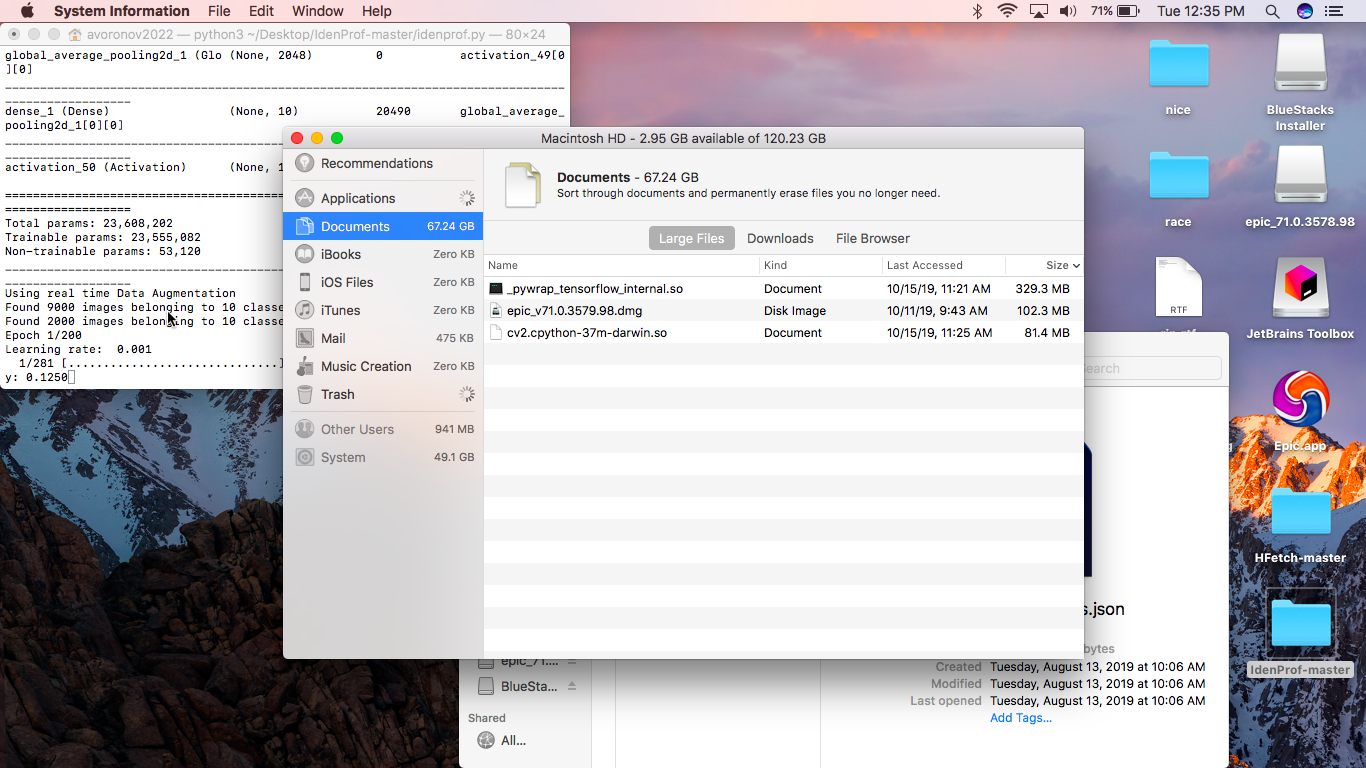 System Information File Edit Window Help 71% Tue 12:35 PM
avoronov2022 — python3 ~/Desktop/IdenProf-master/idenprof.py — 80×24
global_average_pooling2d_1 (Glo (None, 2048) 0 activation_49[0
][0]
dense_1 (Dense) (None, 10) 20490 global_average_
pooling2d_1[0][0]
activation_50 (Activation) (None, 1
Total params: 23,608,202
Trainable params: 23,555,082
Non-trainable params: 53,120
Using real time Data Augmentation
Found 9000 images belonging to 10 classe
Found 2000 images belonging to 10 classe
Epoch 1/200
Learning rate: 0.001
1/281 [..............................]
y: 0.1250
Macintosh HD - 2.95 GB available of 120.23 GB
Recommendations
Applications
Documents 67.24 GB
iBooks Zero KB
iOS Files Zero KB
iTunes Zero KB
Mail 475 KB
Music Creation Zero KB
Trash
Other Users 941 MB
System 49.1 GB
Documents - 67.24 GB
Sort through documents and permanently erase files you no longer need.
Large Files Downloads File Browser
Name Kind Last Accessed Size
_pywrap_tensorflow_internal.so Document 10/15/19, 11:21 AM 329.3 MB
epic_v71.0.3579.98.dmg Disk Image 10/11/19, 9:43 AM 102.3 MB
cv2.cpython-37m-darwin.so Document 10/15/19, 11:25 AM 81.4 MB
nice
BlueStacks
Installer
race
epic_71.0.3578.98
RTF
JetBrains Toolbox
Search
Epic.app
HFetch-master
IdenProf-master
s.json
bytes
Created Tuesday, August 13, 2019 at 10:06 AM
Modified Tuesday, August 13, 2019 at 10:06 AM
Last opened Tuesday, August 13, 2019 at 10:06 AM
Add Tags...
epic_71....
BlueSta...
Shared
All...